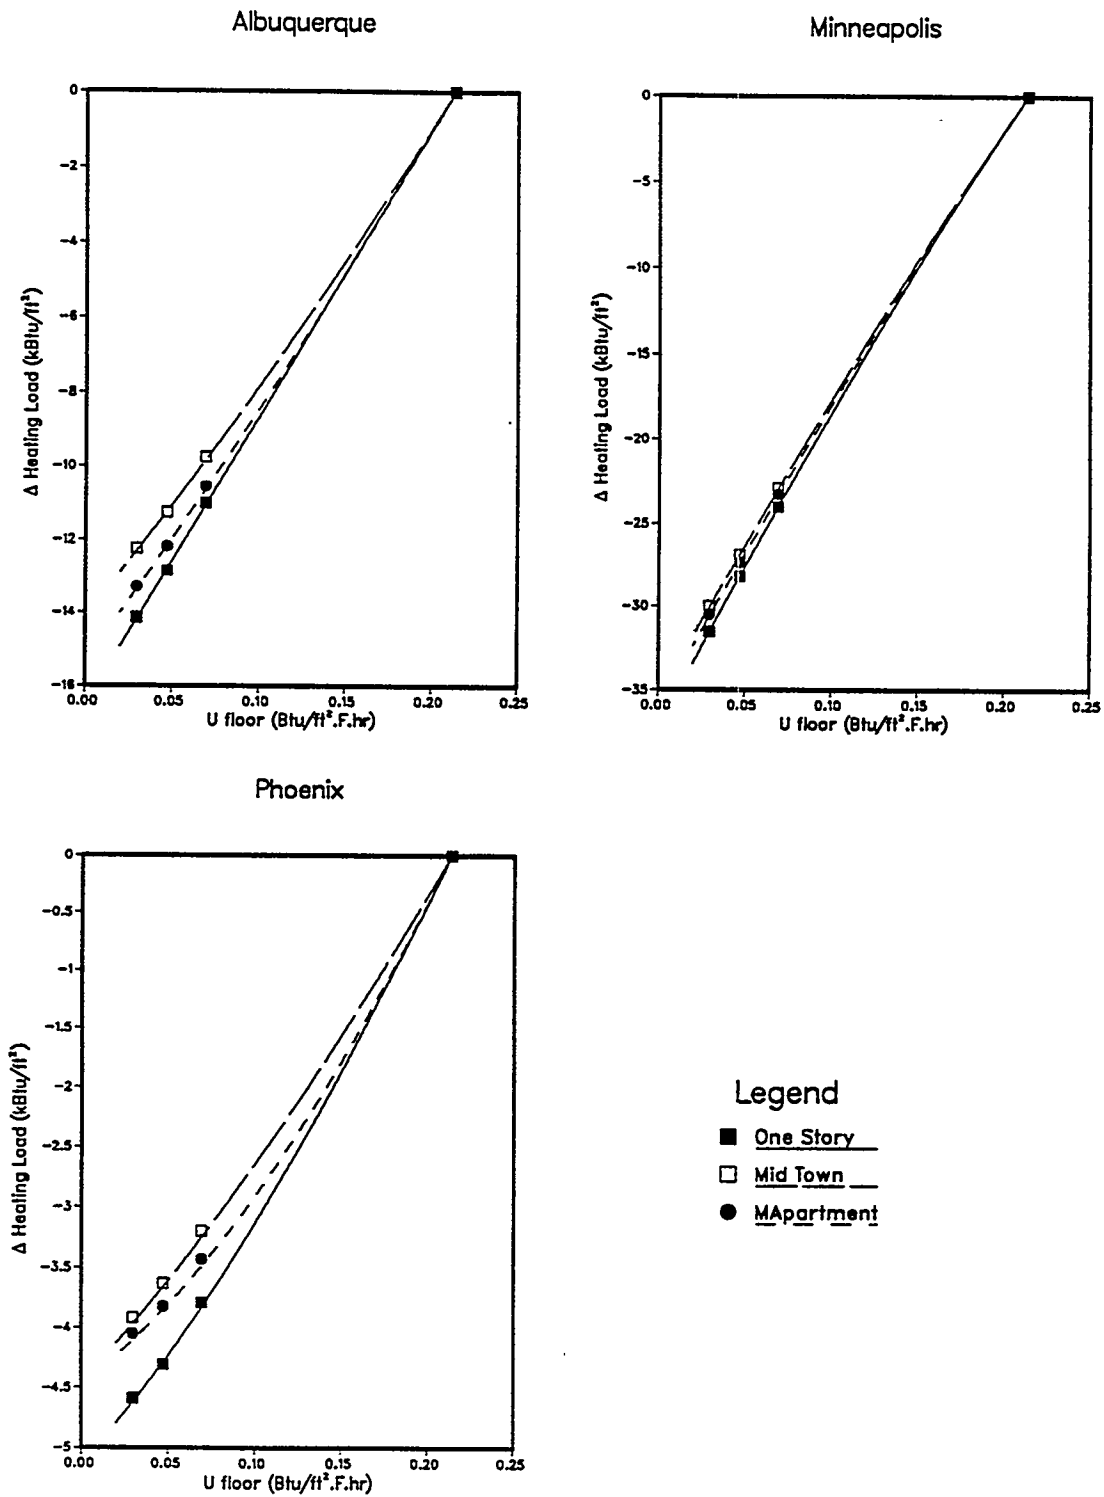 Albuquerque
0
-2
-4
-6
-8
-10
-12
-14
-16
Δ Heating Load (kBtu/ft²)
0.00 0.05 0.10 0.15 0.20 0.25
U floor (Btu/ft².F.hr)
Minneapolis
0
-5
-10
-15
-20
-25
-30
-35
Δ Heating Load (kBtu/ft²)
0.00 0.05 0.10 0.15 0.20 0.25
U floor (Btu/ft².F.hr)
Phoenix
0
-0.5
-1
-1.5
-2
-2.5
-3
-3.5
-4
-4.5
-5
Δ Heating Load (kBtu/ft²)
0.00 0.05 0.10 0.15 0.20 0.25
U floor (Btu/ft².F.hr)
Legend
One Story
Mid Town
MApartment